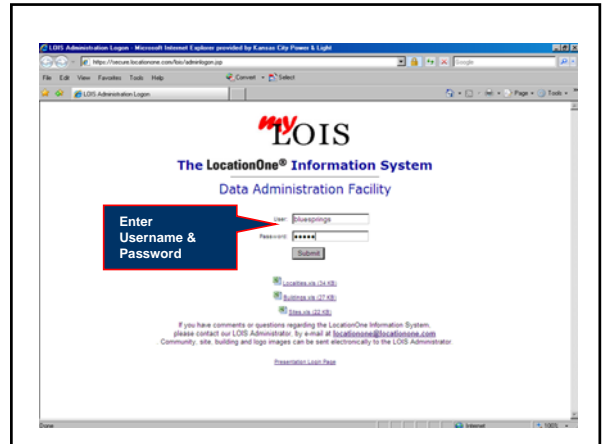 LOIS Administration Logon - Microsoft Internet Explorer provided by Kansas City Power & Light
https://secure.locationone.com/lois/adminlogon.jsp
Google
File Edit View Favorites Tools Help
Convert
Select
LOIS Administration Logon
Page
Tools
myLOIS
The LocationOne® Information System
Data Administration Facility
Enter
Username &
Password
User: bluesprings
Password: •••••
Submit
Localities.xls (34 KB)
Buildings.xls (27 KB)
Sites.xls (22 KB)
If you have comments or questions regarding the LocationOne Information System,
please contact our LOIS Administrator, by e-mail at locationone@locationone.com
Community, site, building and logo images can be sent electronically to the LOIS Administrator.
Presentation Login Page
Done
Internet
100%